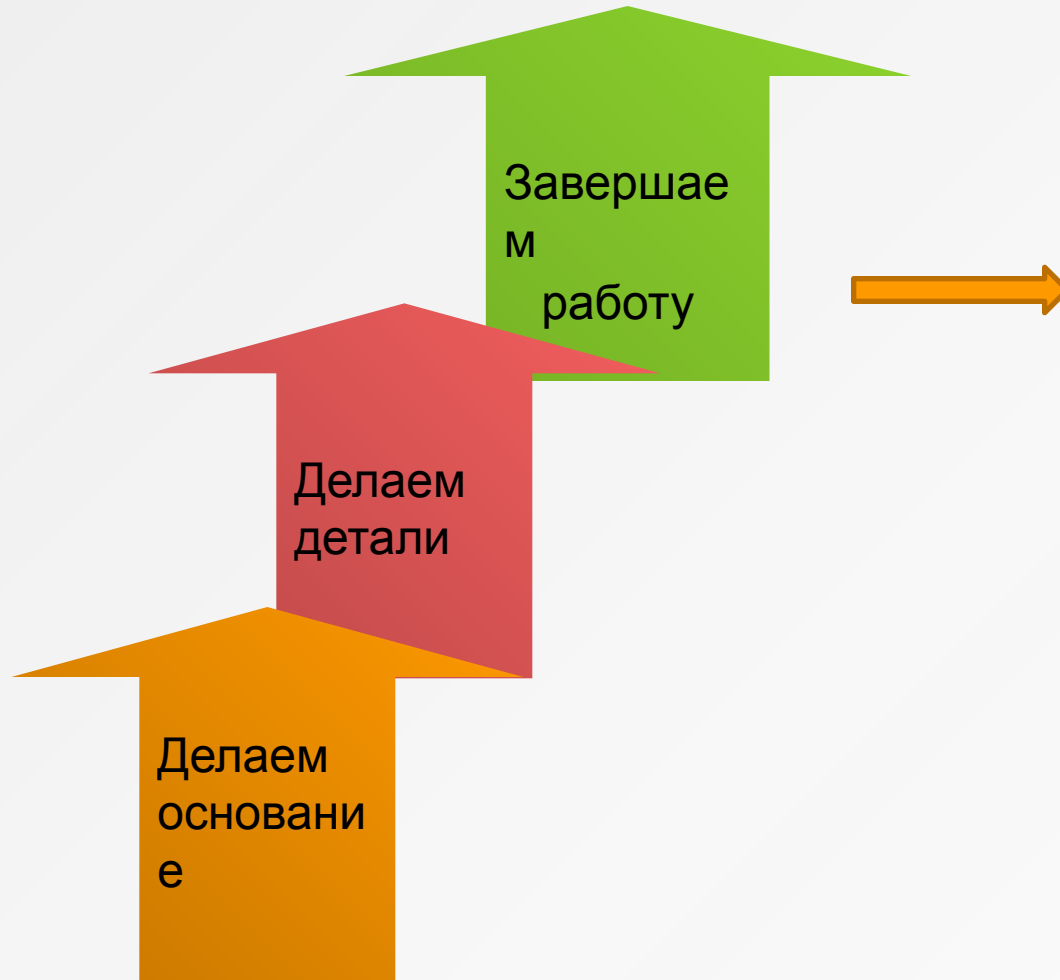 Завершае
м
работу
Делаем
детали
Делаем
основани
е